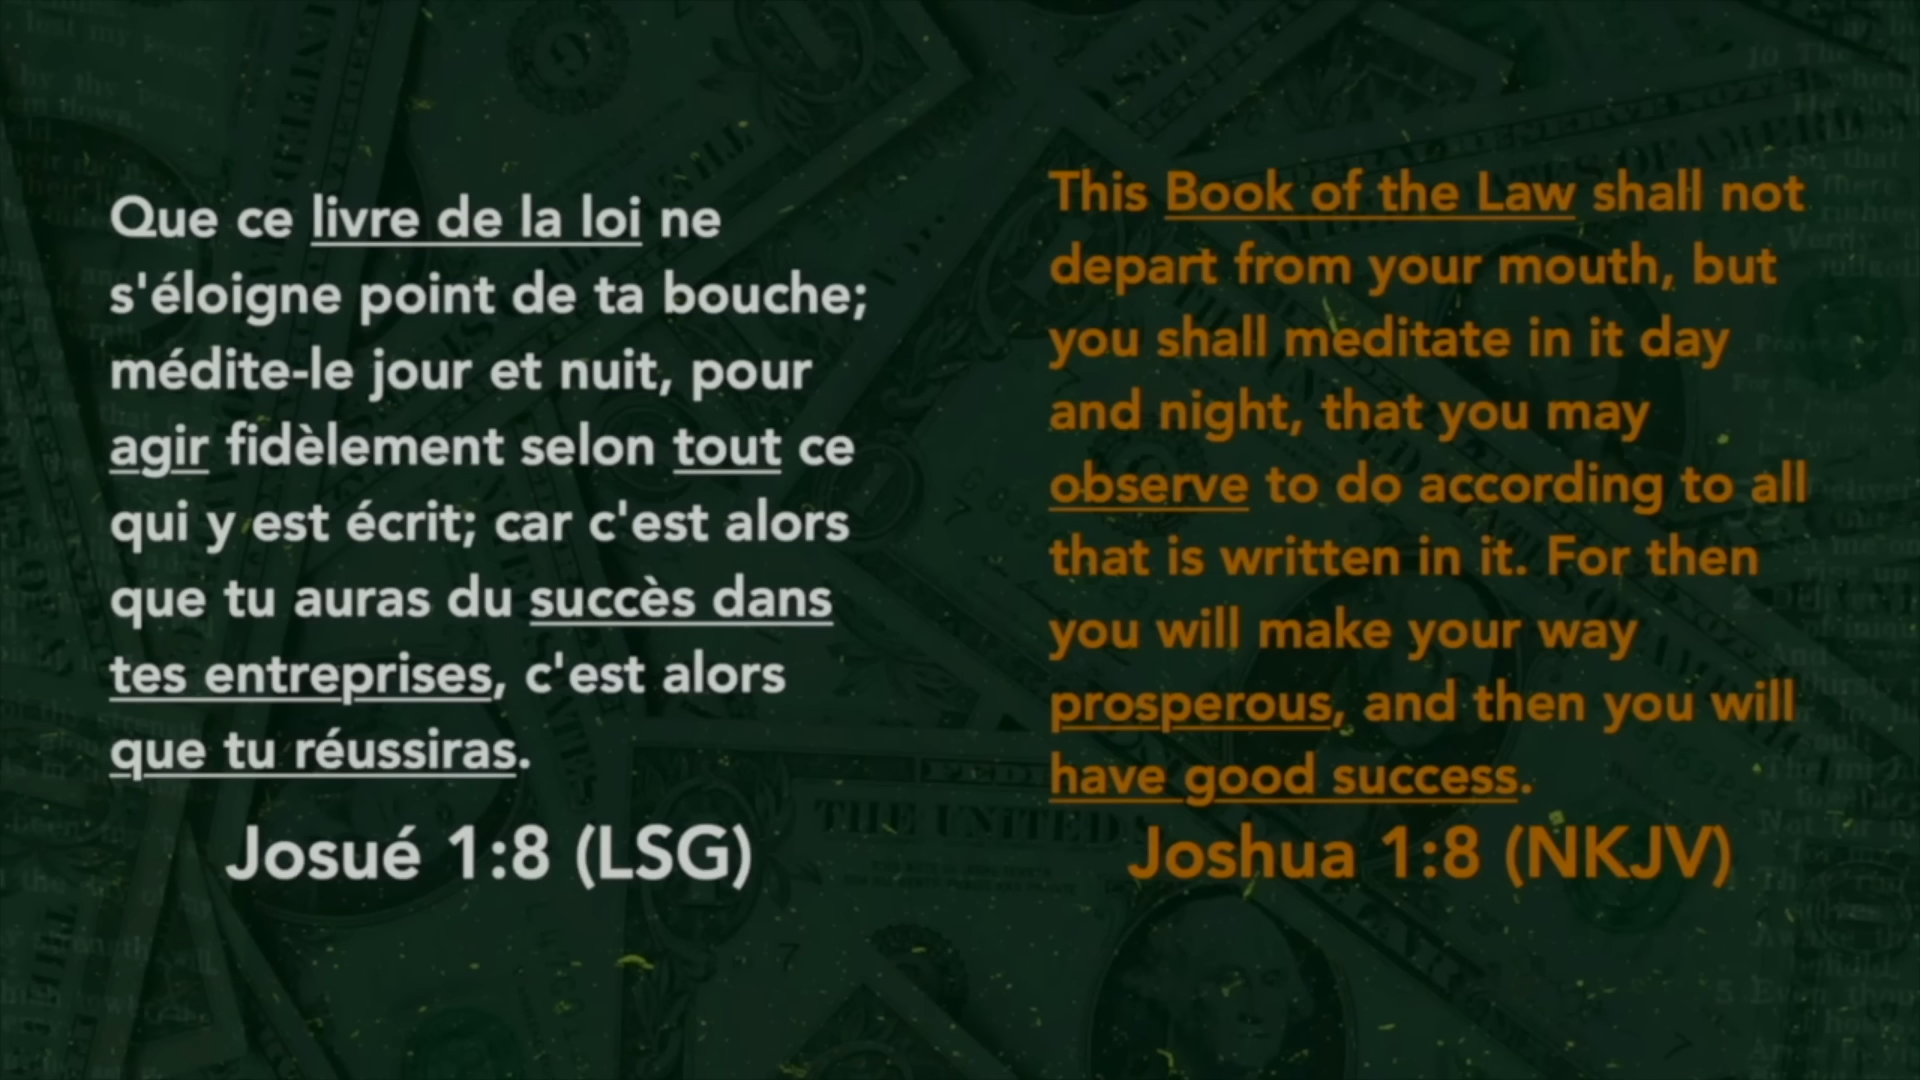 Que ce livre de la loi ne
s'éloigne point de ta bouche;
médite-le jour et nuit, pour
agir fidèlement selon tout ce
qui y est écrit; car c'est alors
que tu auras du succès dans
tes entreprises, c'est alors
que tu réussiras.
Josué 1:8 (LSG)
This Book of the Law shall not
depart from your mouth, but
you shall meditate in it day
and night, that you may
observe to do according to all
that is written in it. For then
you will make your way
prosperous, and then you will
have good success.
Joshua 1:8 (NKJV)
THE UNITED